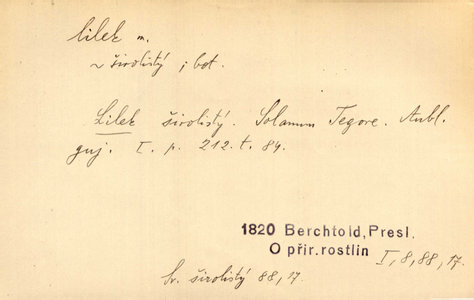 lilek m.
~ širolistý ; bot.
Lilek širolistý. Solanum Tegore. Aubl.
guj. I. p. 212. t. 84.
1820 Berchtold, Presl.
O přir. rostlin I, 8, 88, 17.
Sr. širolistý 88, 17.